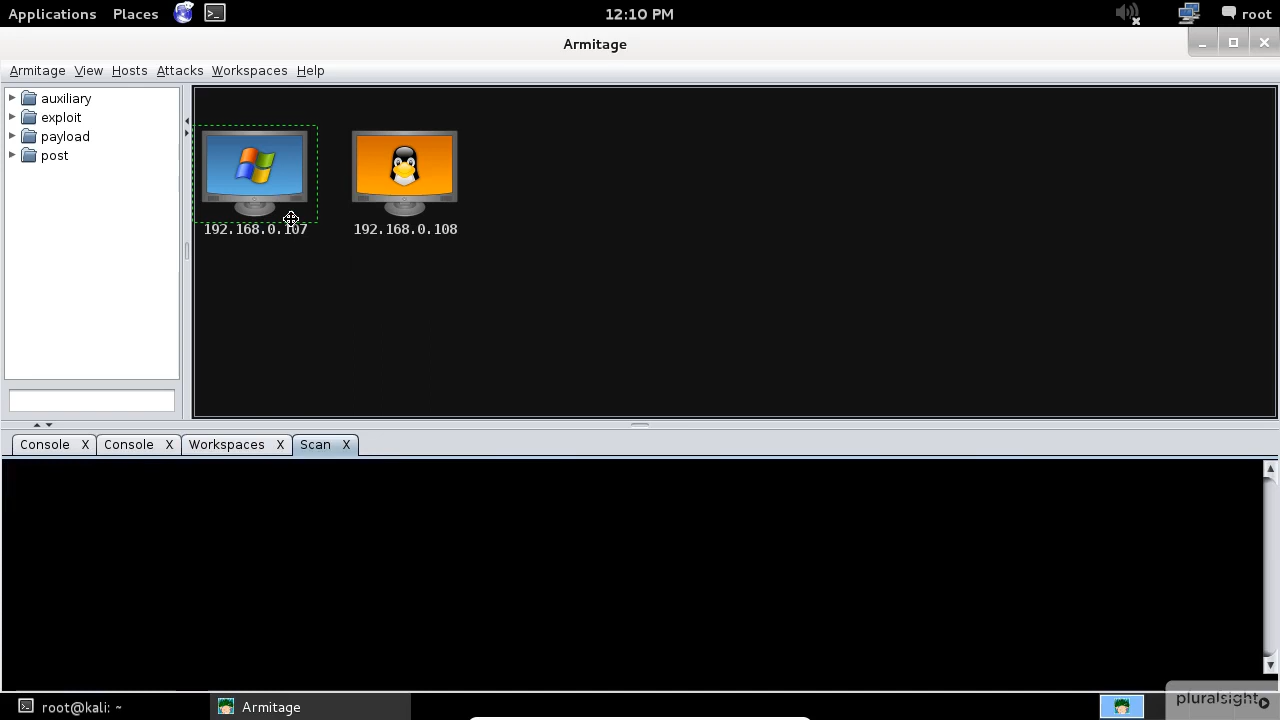 Applications Places 12:10 PM root
Armitage
Armitage View Hosts Attacks Workspaces Help
auxiliary
exploit
payload
post
192.168.0.107 192.168.0.108
Console X Console X Workspaces X Scan X
root@kali: ~ Armitage
pluralsight